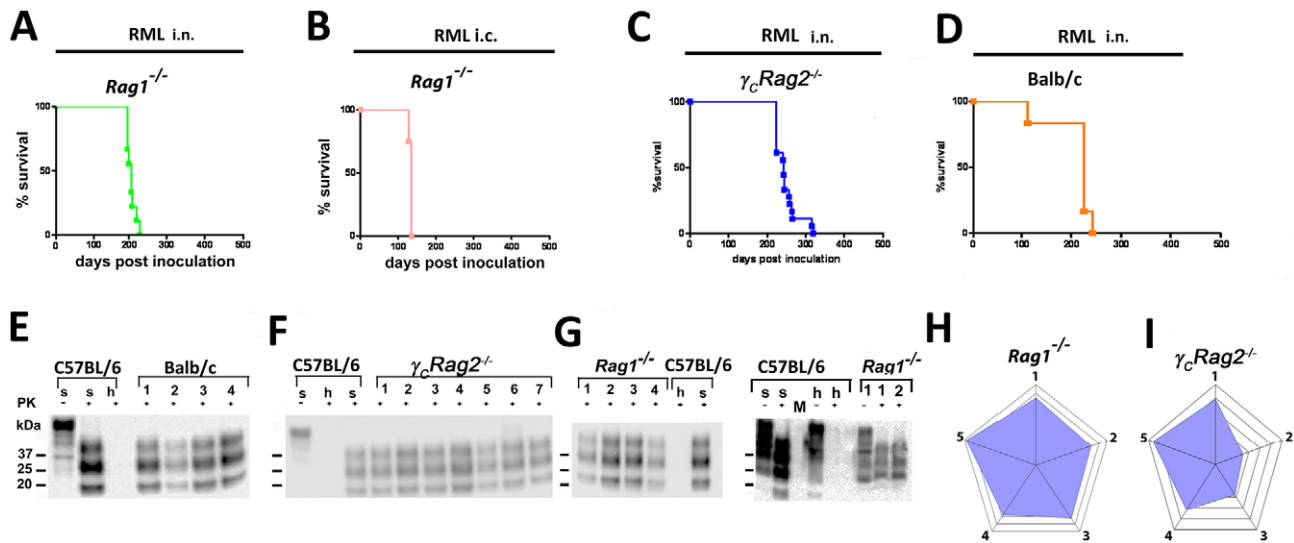 A
RML i.n.
Rag1-/-
% survival
100
50
0
0 100 200 300 400 500
days post inoculation
B
RML i.c.
Rag1-/-
% survival
100
50
0
0 100 200 300 400 500
days post inoculation
C
RML i.n.
γCRag2-/-
%survival
100
50
0
0 100 200 300 400 500
days post inoculation
D
RML i.n.
Balb/c
%survival
100
50
0
0 100 200 300 400 500
E
C57BL/6 Balb/c
s s h 1 2 3 4
PK - + + + + + +
kDa
37
25
20
F
C57BL/6 γCRag2-/-
s h s 1 2 3 4 5 6 7
- + + + + + + + + +
G
Rag1-/- C57BL/6
1 2 3 4 h s
+ + + + + +
C57BL/6 Rag1-/-
s s h h 1 1 2
- + M - + - + +
H
Rag1-/-
1
2
3
4
5
I
γCRag2-/-
1
2
3
4
5